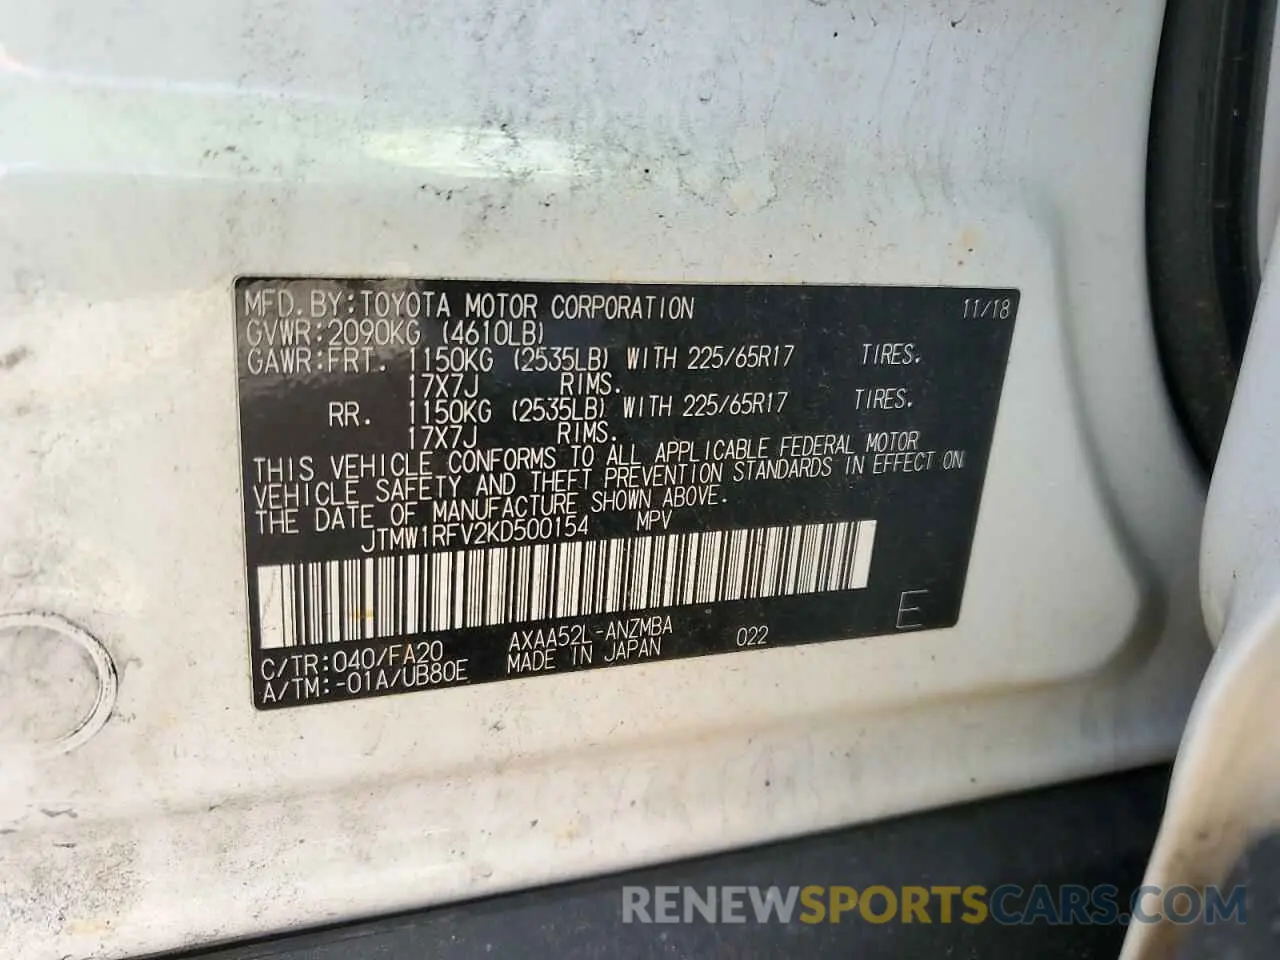 MFD. BY: TOYOTA MOTOR CORPORATION 11/18
GVWR: 2090KG (4610LB)
GAWR: FRT. 1150KG (2535LB) WITH 225/65R17 TIRES.
17X7J RIMS.
RR. 1150KG (2535LB) WITH 225/65R17 TIRES.
17X7J RIMS.
THIS VEHICLE CONFORMS TO ALL APPLICABLE FEDERAL MOTOR
VEHICLE SAFETY AND THEFT PREVENTION STANDARDS IN EFFECT ON
THE DATE OF MANUFACTURE SHOWN ABOVE.
JTMW1RFV2KD500154 MPV
C/TR: 040/FA20 AXAA52L-ANZMBA 022 E
A/TM: -01A/UB80E MADE IN JAPAN
RENEWSPORTSCARS.COM